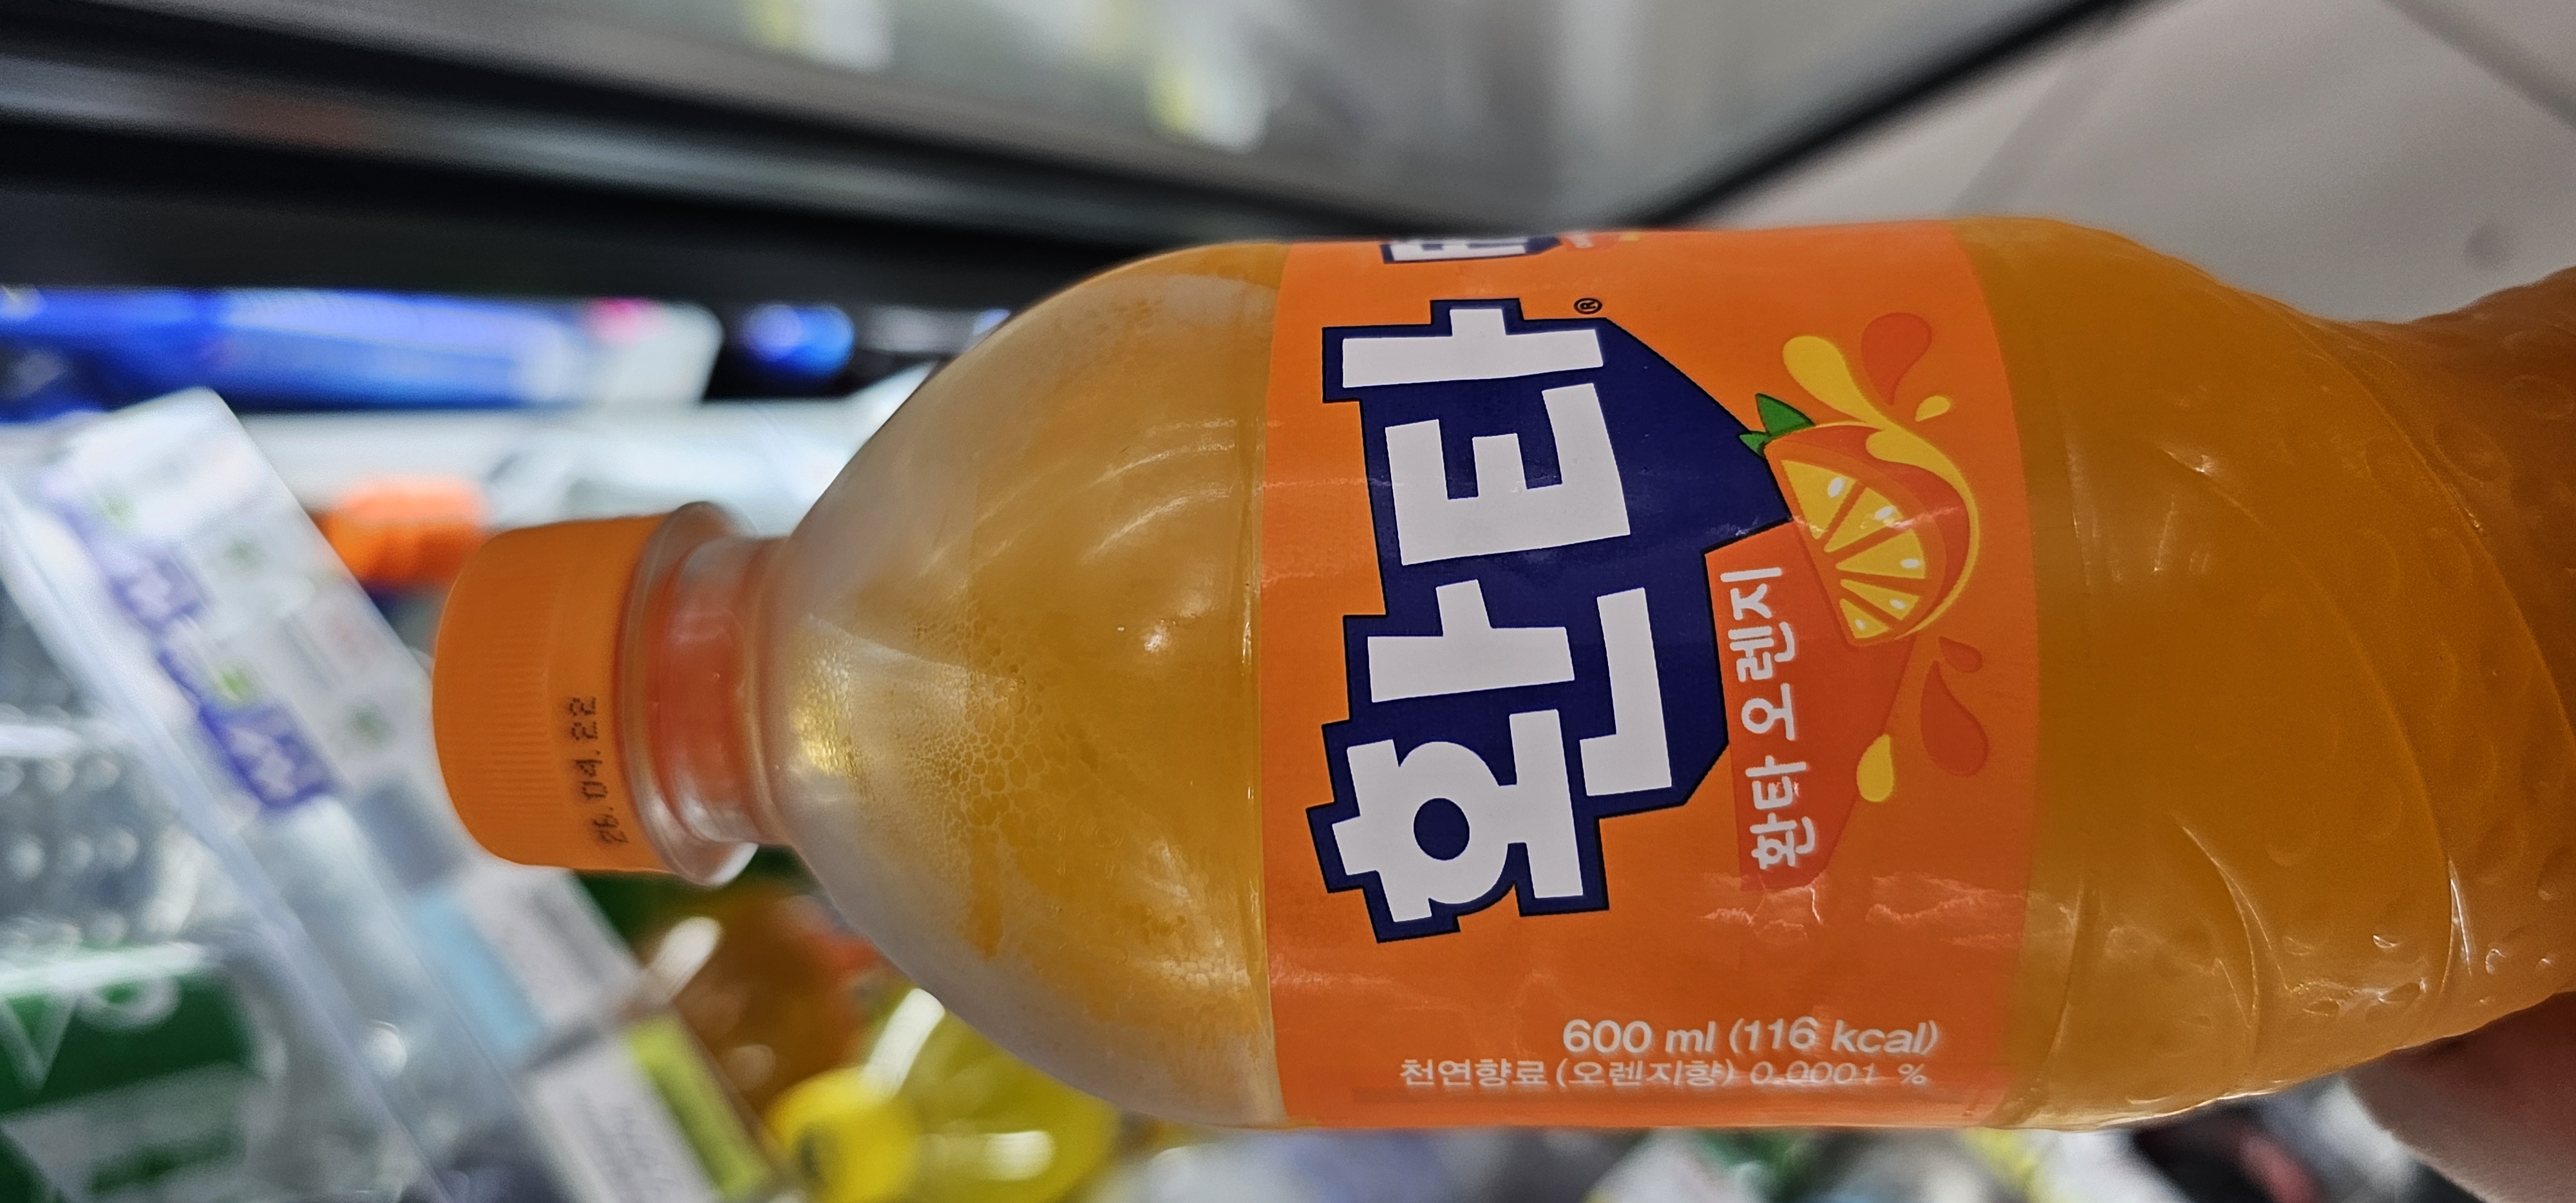 환타®
환타 오렌지
600 ml (116 kcal)
천연향료 (오렌지향) 0.0001 %
26.04.22